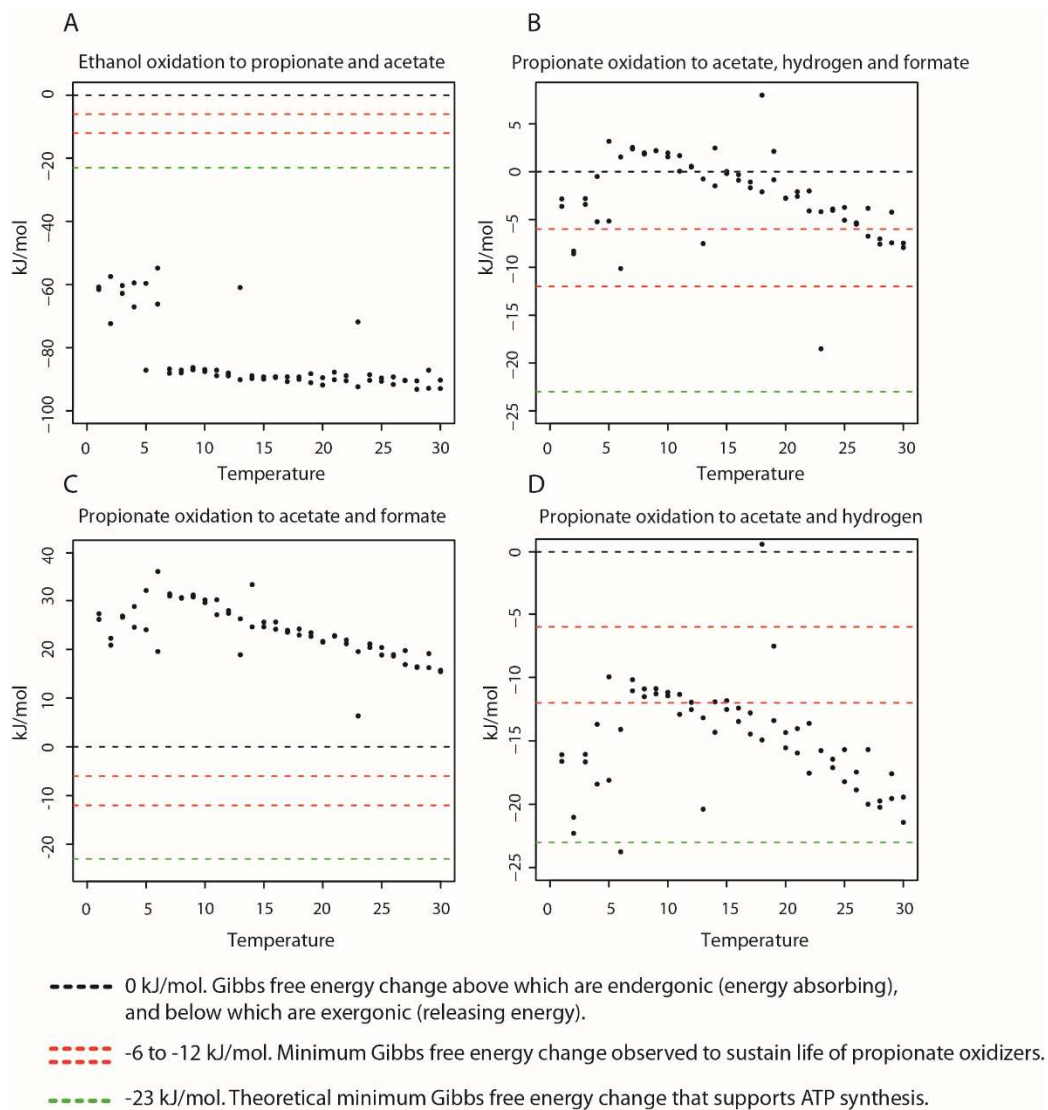 A
Ethanol oxidation to propionate and acetate
0
−20
−40
−60
−80
−100
kJ/mol
0 5 10 15 20 25 30
Temperature
B
Propionate oxidation to acetate, hydrogen and formate
5
0
−5
−10
−15
−20
−25
kJ/mol
0 5 10 15 20 25 30
Temperature
C
Propionate oxidation to acetate and formate
40
30
20
10
0
-10
-20
kJ/mol
0 5 10 15 20 25 30
Temperature
D
Propionate oxidation to acetate and hydrogen
0
−5
−10
−15
−20
−25
kJ/mol
0 5 10 15 20 25 30
Temperature
0 kJ/mol. Gibbs free energy change above which are endergonic (energy absorbing),
and below which are exergonic (releasing energy).
-6 to -12 kJ/mol. Minimum Gibbs free energy change observed to sustain life of propionate oxidizers.
-23 kJ/mol. Theoretical minimum Gibbs free energy change that supports ATP synthesis.